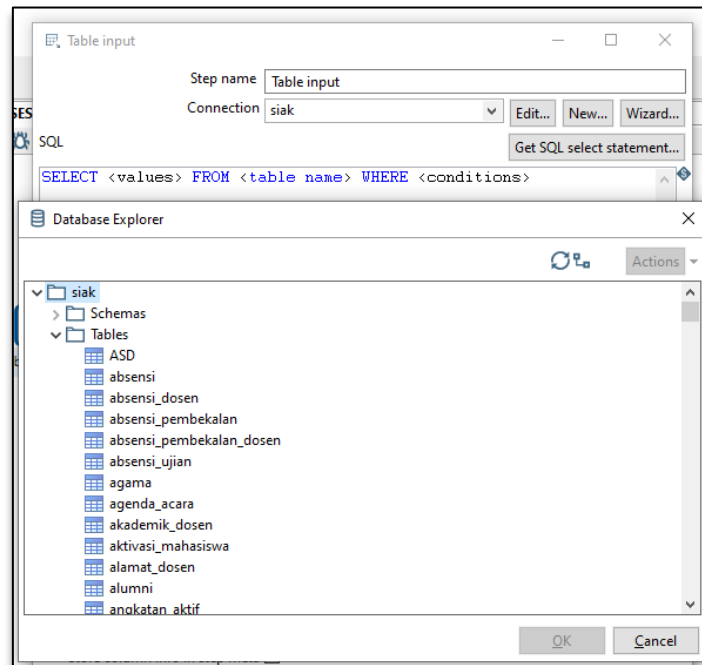 Table input
Step name Table input
SES
Connection siak Edit... New... Wizard...
SQL Get SQL select statement...
SELECT <values> FROM <table name> WHERE <conditions>
Database Explorer
Actions
siak
Schemas
Tables
ASD
absensi
absensi_dosen
absensi_pembekalan
absensi_pembekalan_dosen
absensi_ujian
agama
agenda_acara
akademik_dosen
aktivasi_mahasiswa
alamat_dosen
alumni
angkatan_aktif
OK Cancel